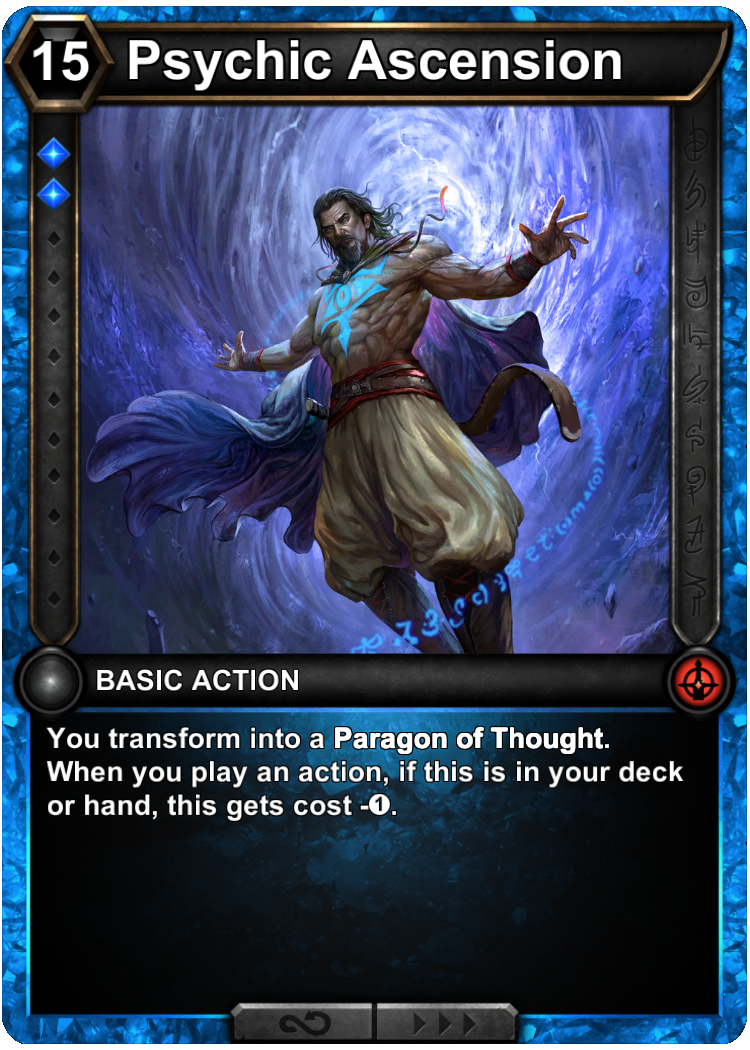 15 Psychic Ascension
BASIC ACTION
You transform into a Paragon of Thought.
When you play an action, if this is in your deck
or hand, this gets cost -❶.